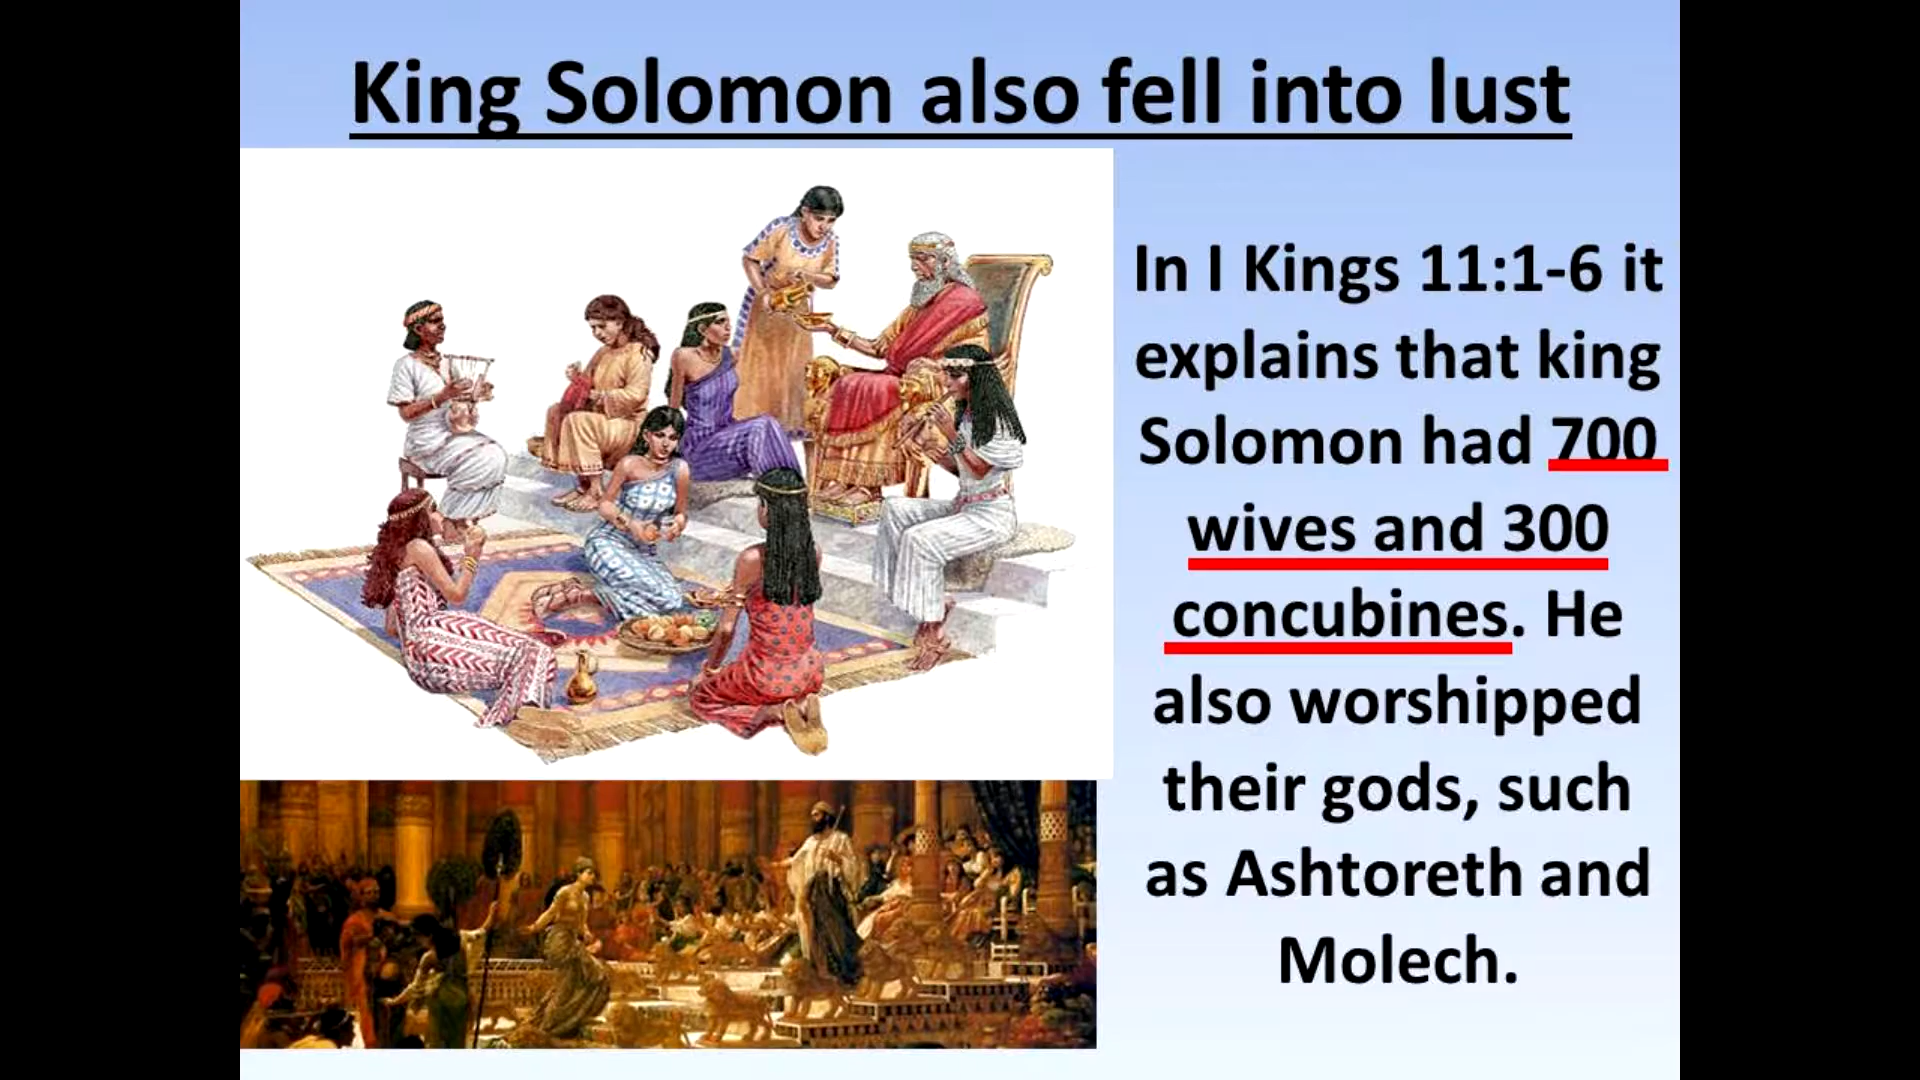 King Solomon also fell into lust
In I Kings 11:1-6 it
explains that king
Solomon had 700
wives and 300
concubines. He
also worshipped
their gods, such
as Ashtoreth and
Molech.